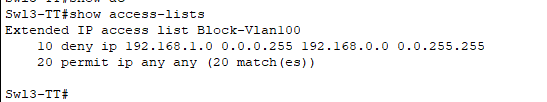 Swl3-TT#show access-lists
Extended IP access list Block-Vlan100
10 deny ip 192.168.1.0 0.0.0.255 192.168.0.0 0.0.255.255
20 permit ip any any (20 match(es))
Swl3-TT#